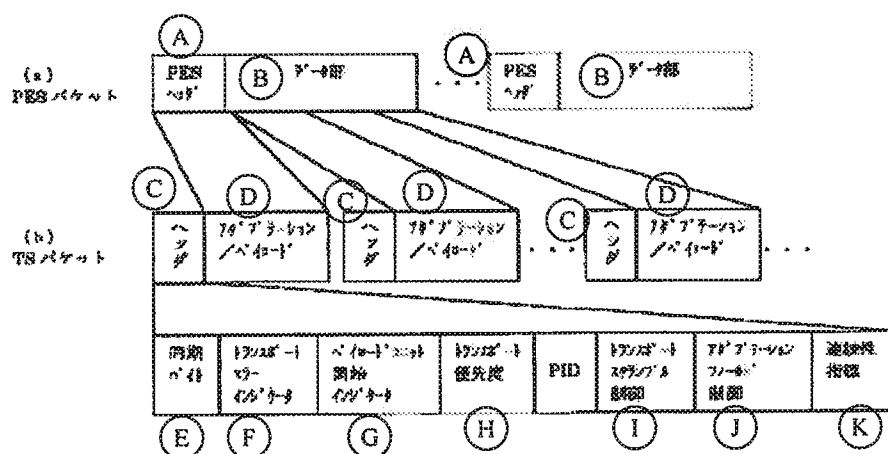 A
A
(a)
PESパケット
PES
ヘッダ
B
データ部
・・・
PES
ヘッダ
B
データ部
C
D
C
D
C
D
(b)
TSパケット
ヘッダ
アダプテーション
/ペイロード
ヘッダ
アダプテーション
/ペイロード
・・・
ヘッダ
アダプテーション
/ペイロード
・・・
同期
バイト
トランスポート
エラー
インジケータ
ペイロードユニット
開始
インジケータ
トランスポート
優先度
PID
トランスポート
スクランブル
制御
アダプテーション
フィールド
制御
連続性
指標
E
F
G
H
I
J
K